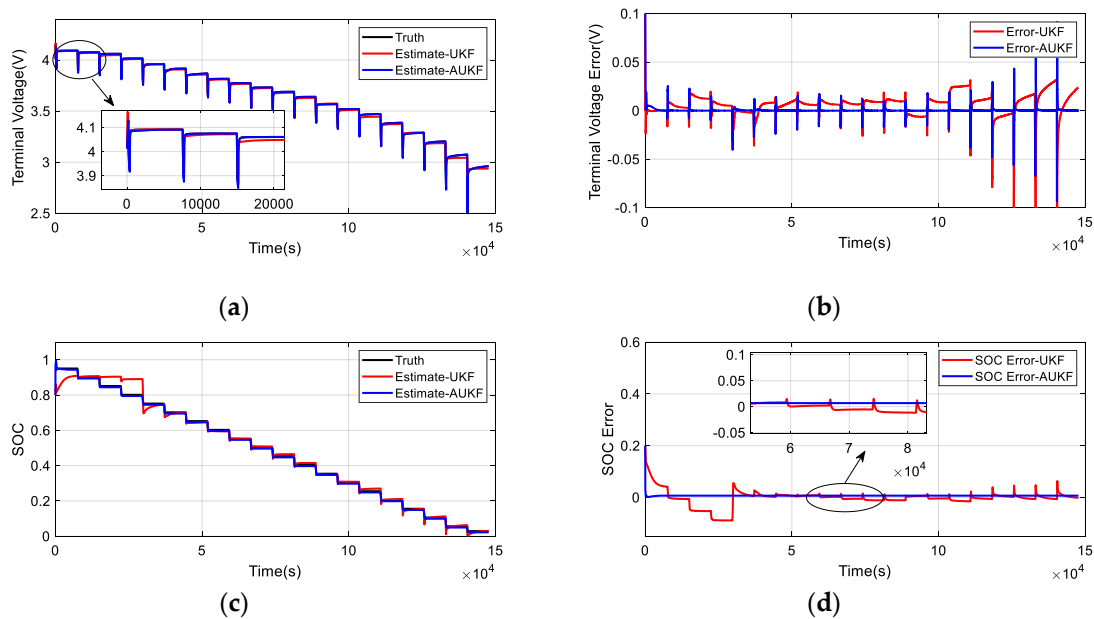 Terminal Voltage(V)
4
3.5
3
2.5
Truth
Estimate-UKF
Estimate-AUKF
4.1
4
3.9
0 10000 20000
0 5 10 15
×10^4
Time(s)
(a)
Terminal Voltage Error(V)
0.1
0.05
0
-0.05
-0.1
Error-UKF
Error-AUKF
0 5 10 15
×10^4
Time(s)
(b)
SOC
1
0.8
0.6
0.4
0.2
0
Truth
Estimate-UKF
Estimate-AUKF
0 5 10 15
×10^4
Time(s)
(c)
SOC Error
0.6
0.4
0.2
0
SOC Error-UKF
SOC Error-AUKF
0.1
0.05
0
-0.05
6 7 8
×10^4
0 5 10 15
×10^4
Time(s)
(d)